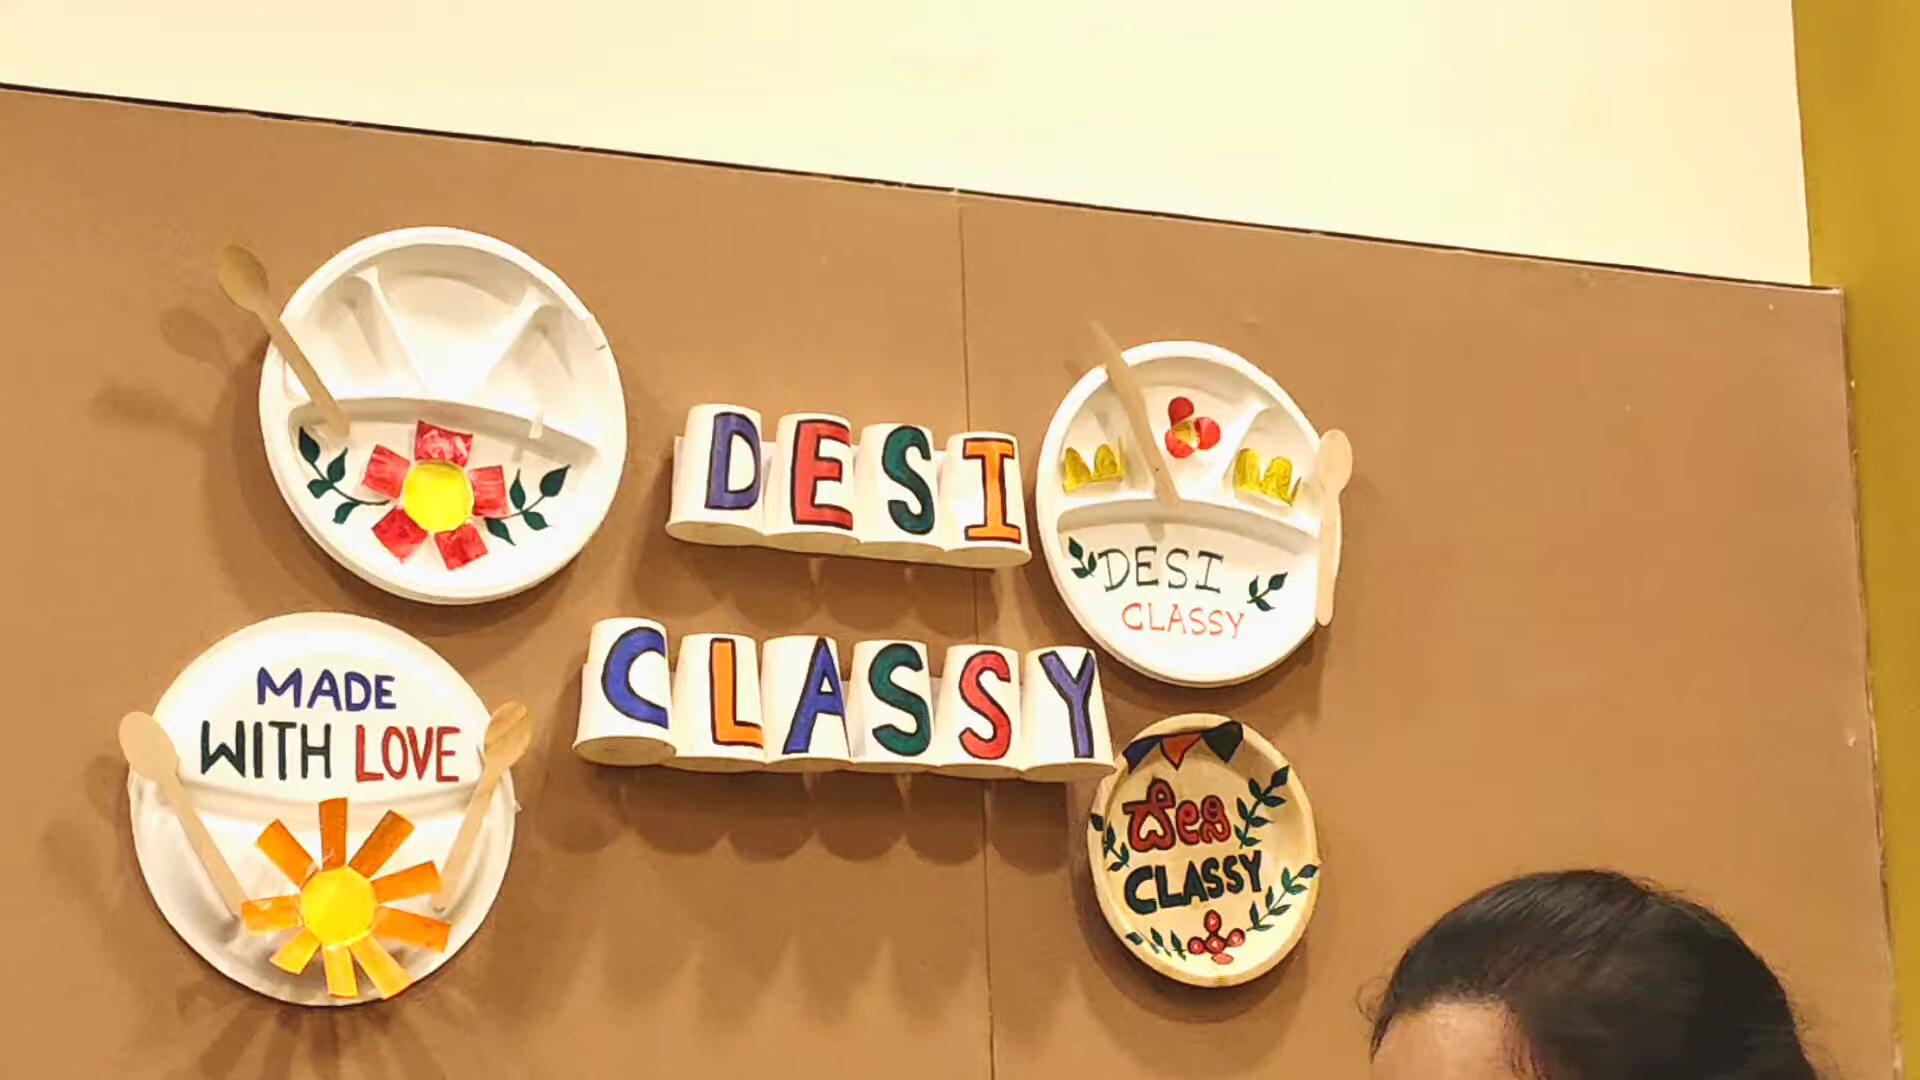 DESI
CLASSY
DESI
CLASSY
MADE
WITH LOVE
ದೇಸಿ
CLASSY